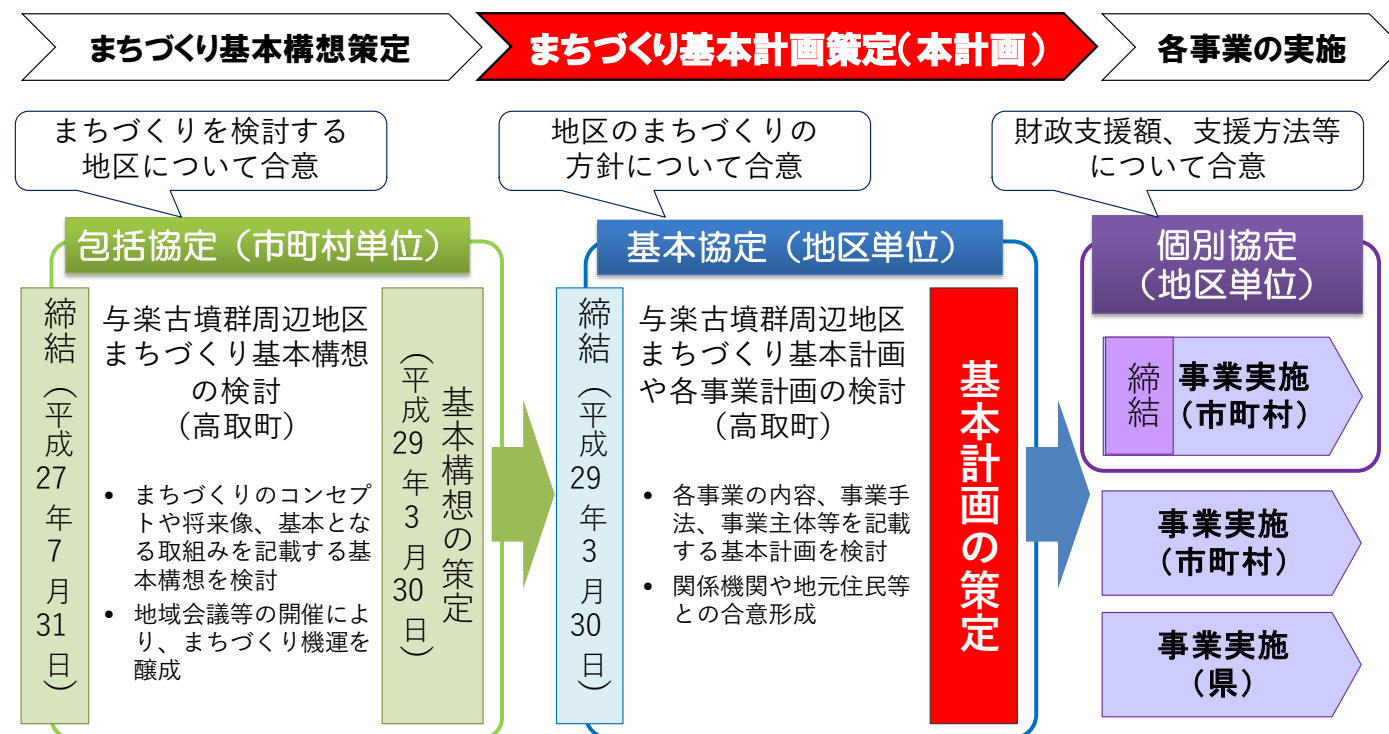 まちづくり基本構想策定
まちづくり基本計画策定(本計画)
各事業の実施
まちづくりを検討する
地区について合意
地区のまちづくりの
方針について合意
財政支援額、支援方法等
について合意
包括協定（市町村単位）
締結（平成27年7月31日）
与楽古墳群周辺地区
まちづくり基本構想
の検討
（高取町）
• まちづくりのコンセプ
トや将来像、基本とな
る取組みを記載する基
本構想を検討
• 地域会議等の開催によ
り、まちづくり機運を
醸成
基本構想の策定
（平成29年3月30日）
基本協定（地区単位）
締結（平成29年3月30日）
与楽古墳群周辺地区
まちづくり基本計画
や各事業計画の検討
（高取町）
• 各事業の内容、事業手
法、事業主体等を記載
する基本計画を検討
• 関係機関や地元住民等
との合意形成
基本計画の策定
個別協定
（地区単位）
締結
事業実施
（市町村）
事業実施
（市町村）
事業実施
（県）